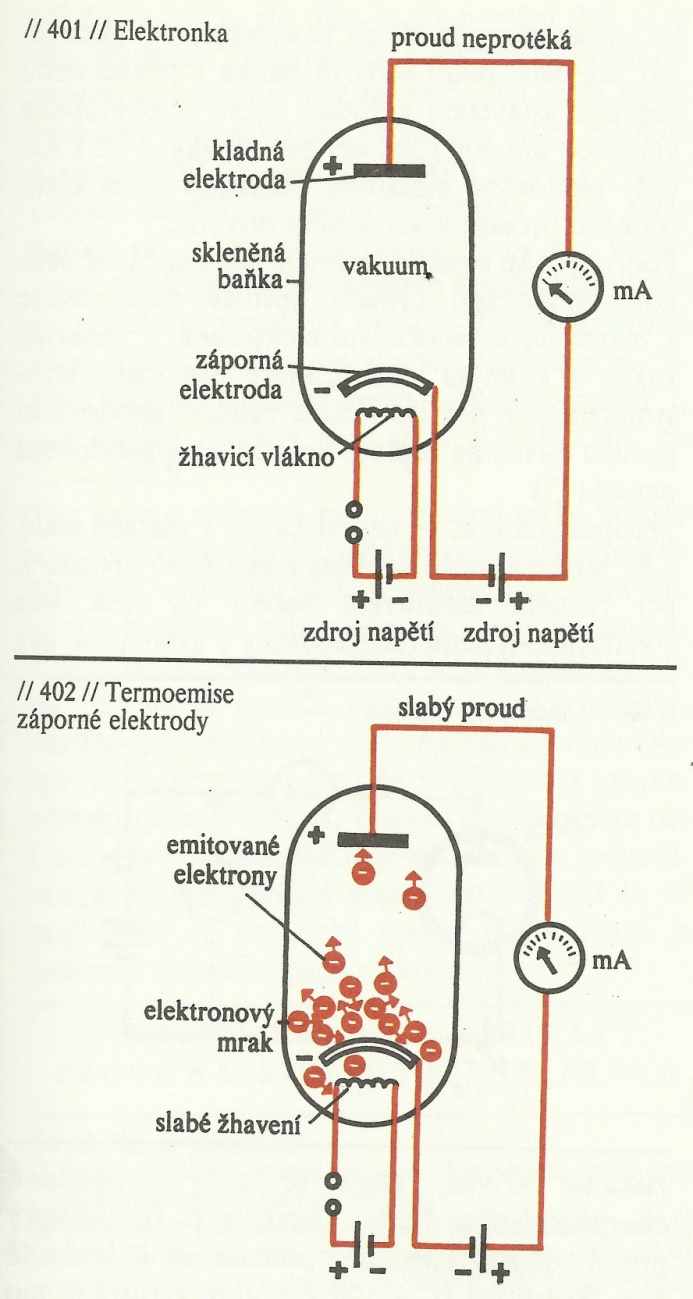 // 401 // Elektronka
proud neprotéká
kladná
elektroda
+
skleněná
baňka
vakuum
mA
záporná
elektroda
-
žhavicí vlákno
+ -
- +
zdroj napětí
zdroj napětí
// 402 // Termoemise
záporné elektrody
slabý proud
+
emitované
elektrony
mA
elektronový
mrak
-
slabé žhavení
+ -
- +